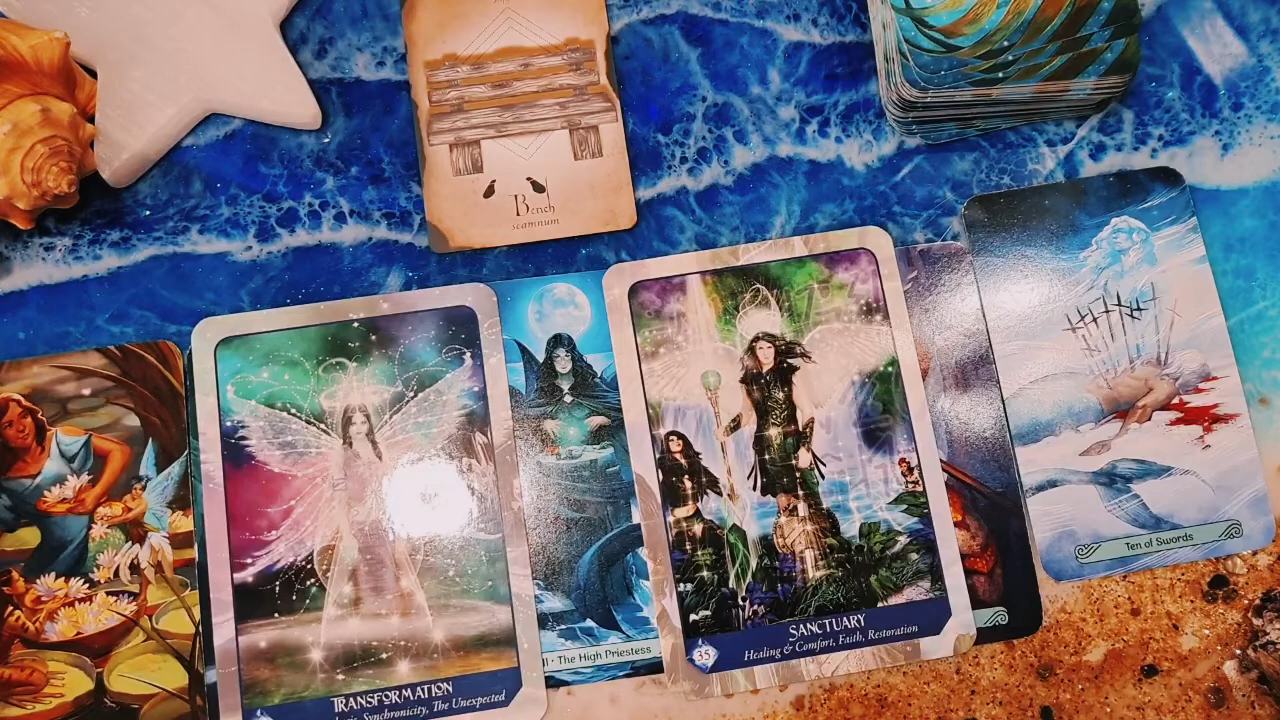 Bench
scamnum
Ten of Swords
SANCTUARY
Healing & Comfort, Faith, Restoration
35
II • The High Priestess
TRANSFORMATION
Synchronicity, The Unexpected